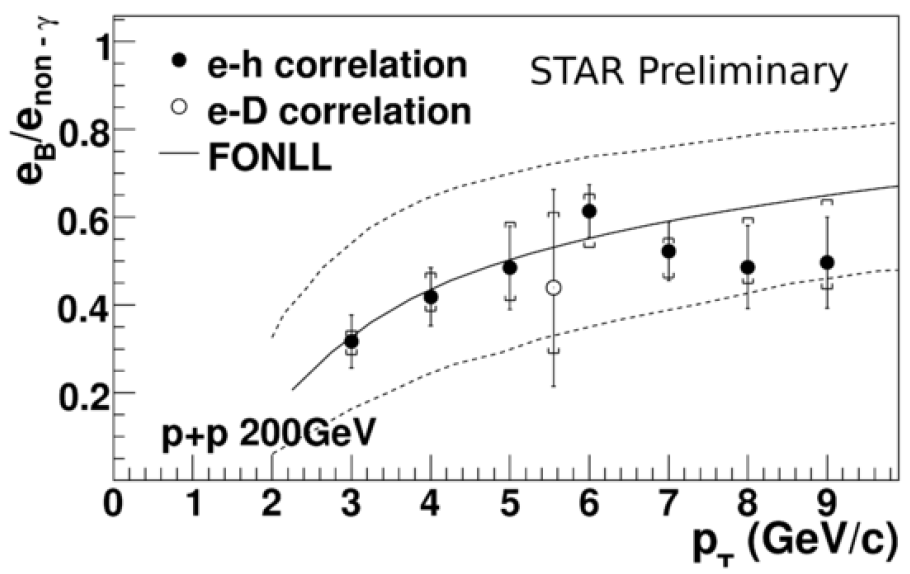 e_B/e_non - γ
1
0.8
0.6
0.4
0.2
e-h correlation
e-D correlation
FONLL
STAR Preliminary
p+p 200GeV
0 1 2 3 4 5 6 7 8 9
p_T (GeV/c)